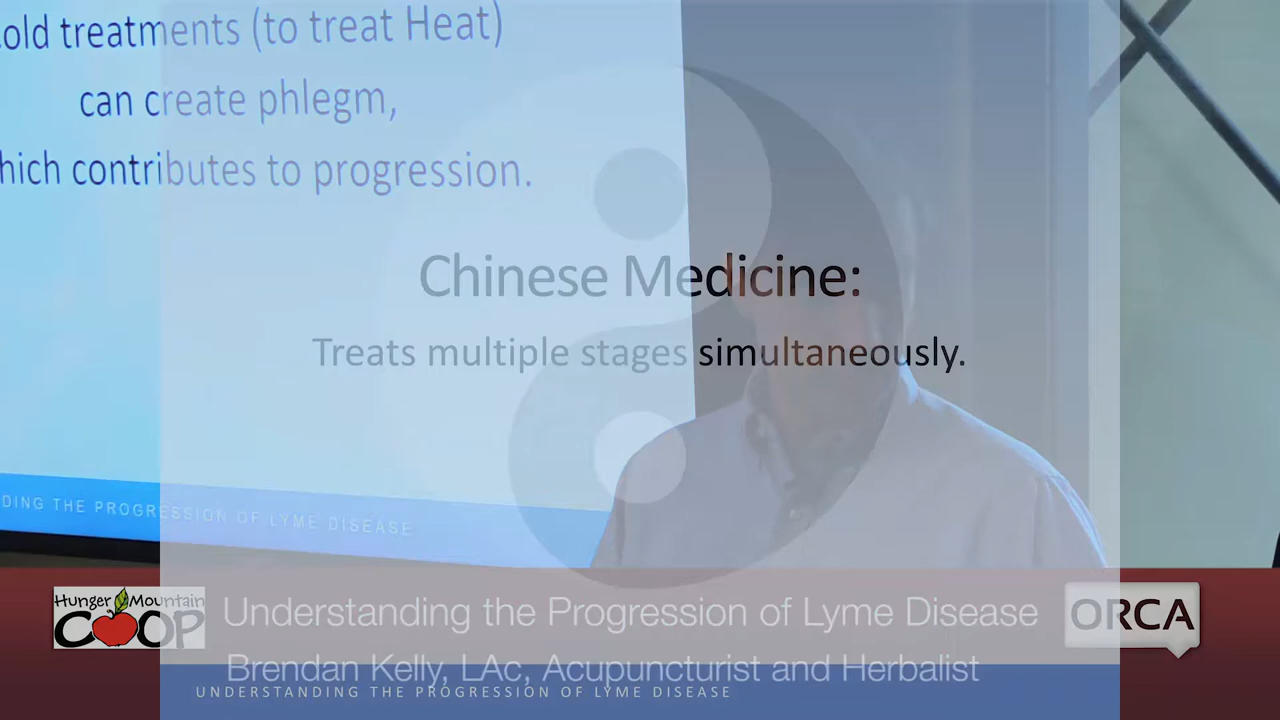 old treatments (to treat Heat)
can create phlegm,
hich contributes to progression.
Chinese Medicine:
Treats multiple stages simultaneously.
DING THE PROGRESSION OF LYME DISEASE
Hunger Mountain
COOP
Understanding the Progression of Lyme Disease
ORCA
Brendan Kelly, LAc, Acupuncturist and Herbalist
UNDERSTANDING THE PROGRESSION OF LYME DISEASE